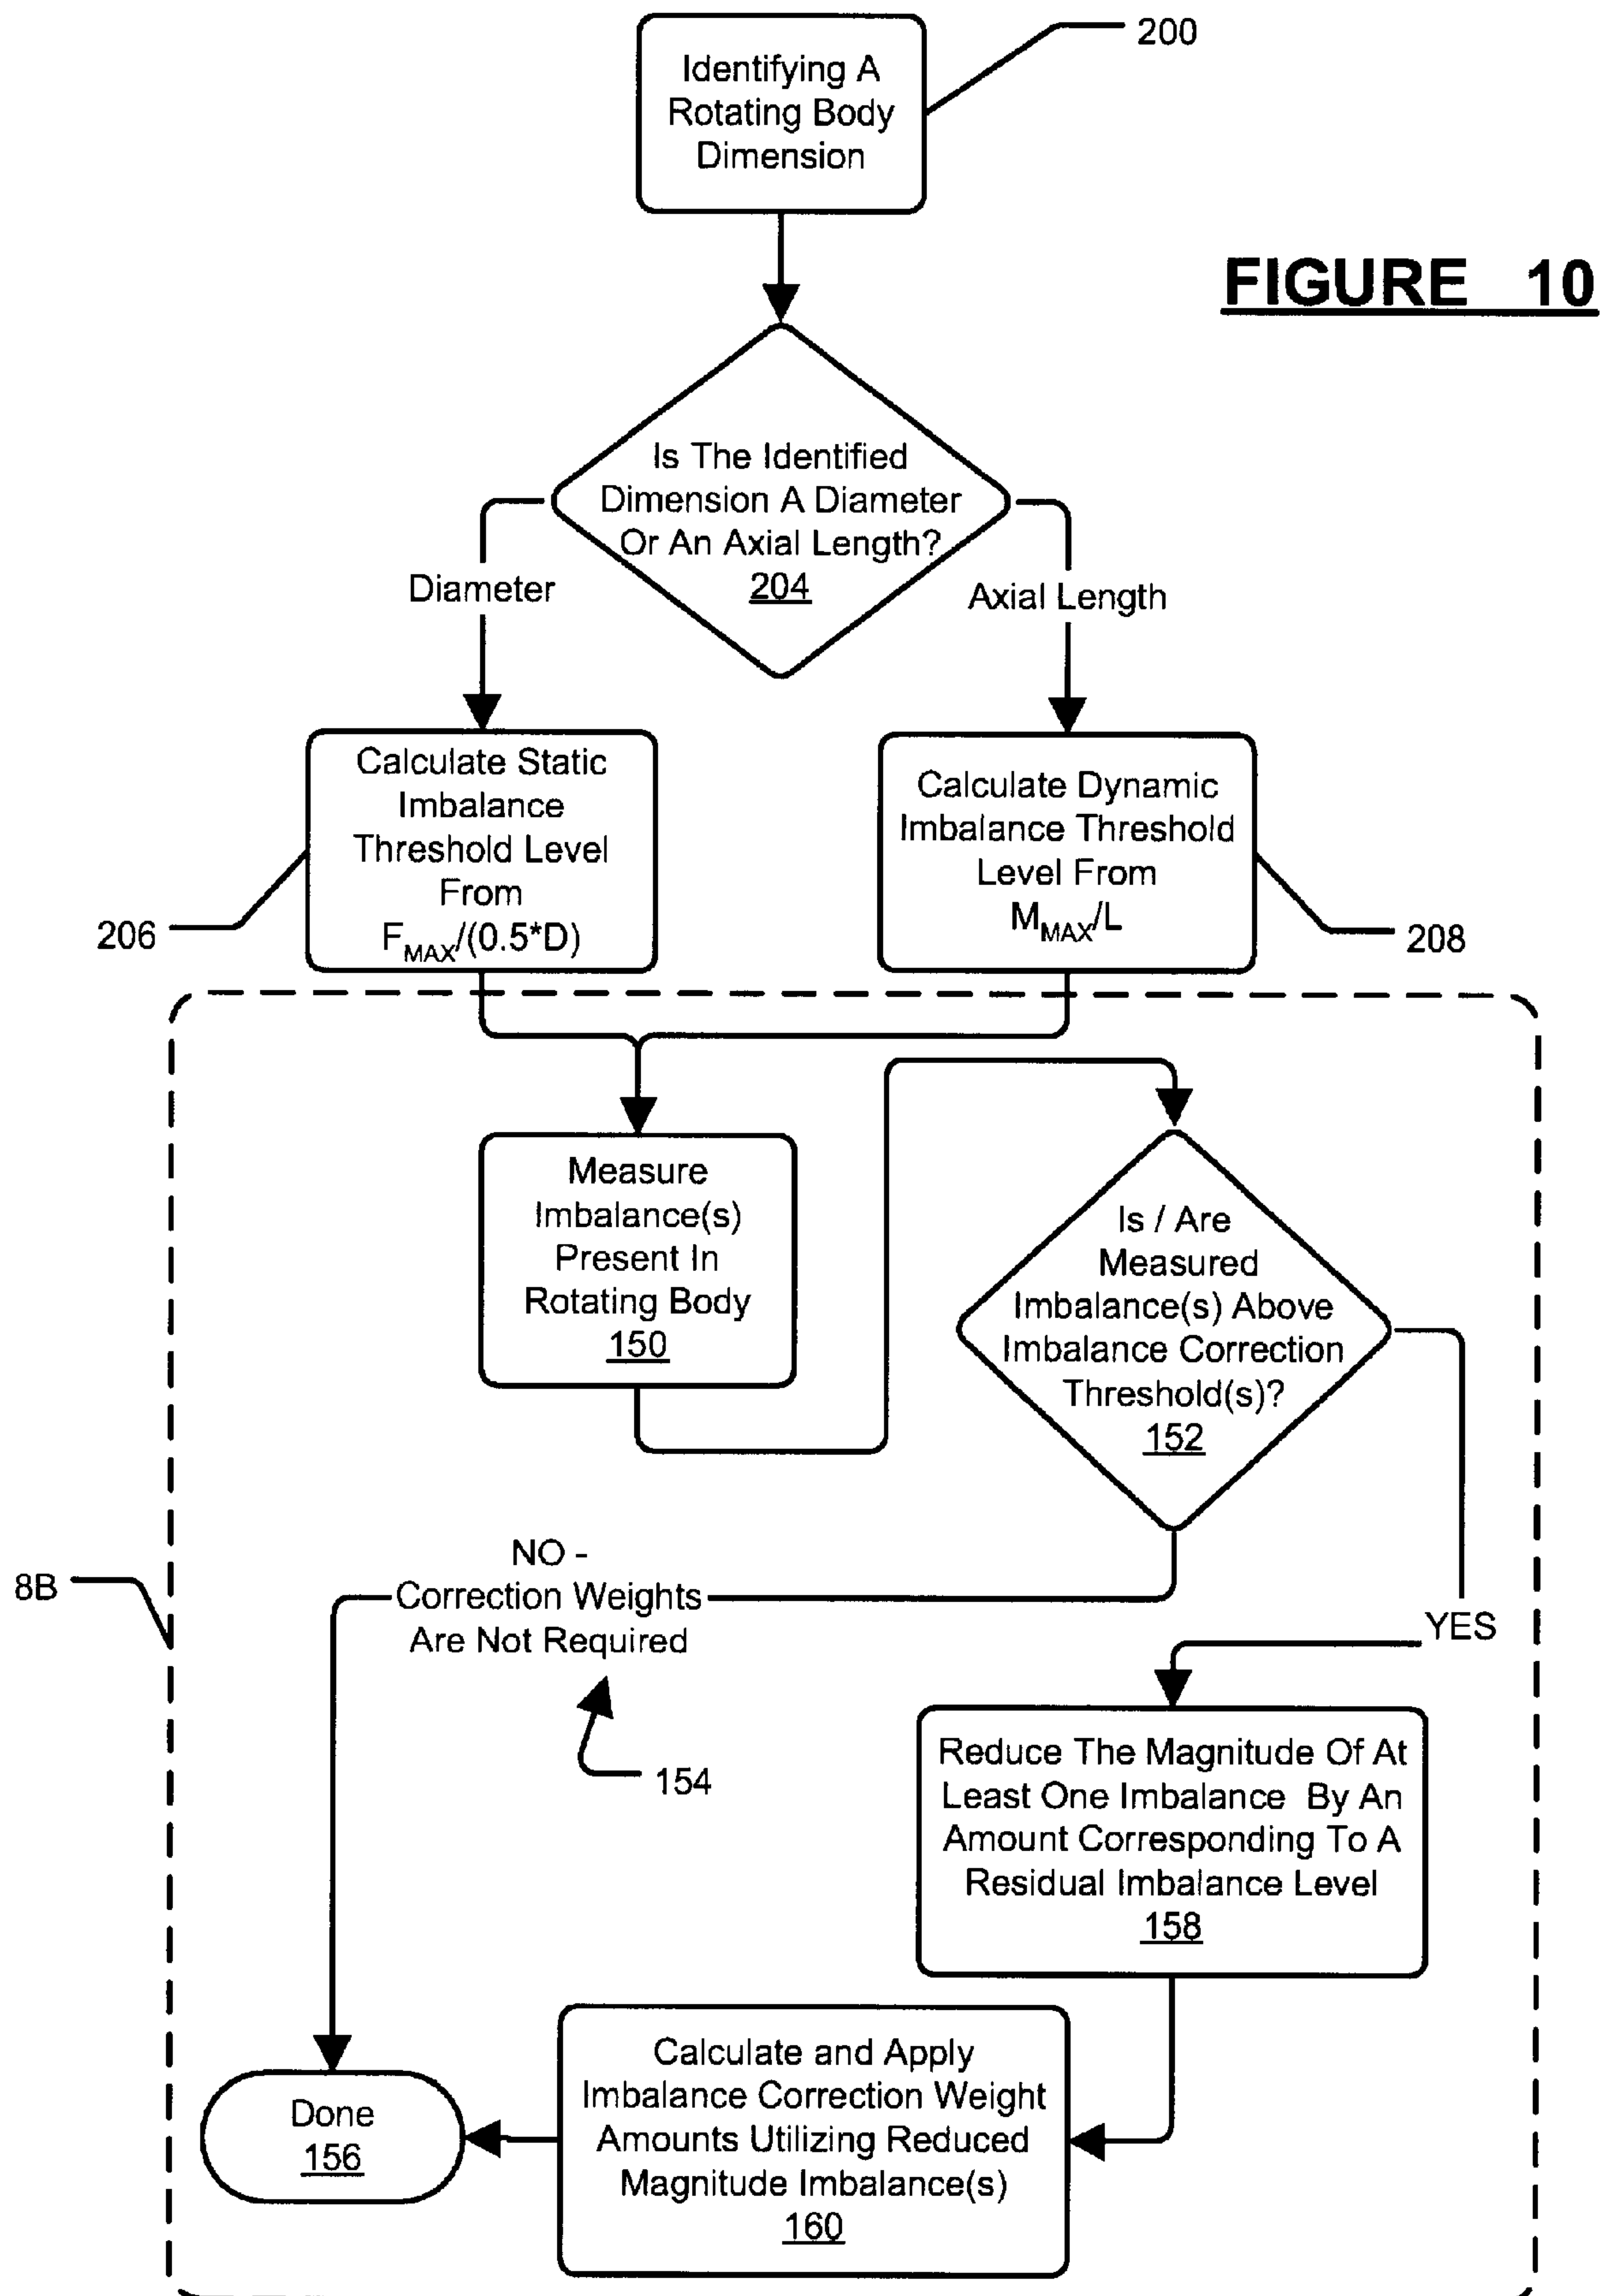 200
Identifying A
Rotating Body
Dimension
FIGURE 10
Is The Identified
Dimension A Diameter
Or An Axial Length?
204
Diameter
Axial Length
Calculate Static
Imbalance
Threshold Level
From
F_MAX/(0.5*D)
206
Calculate Dynamic
Imbalance Threshold
Level From
M_MAX/L
208
Measure
Imbalance(s)
Present In
Rotating Body
150
Is / Are
Measured
Imbalance(s) Above
Imbalance Correction
Threshold(s)?
152
NO -
Correction Weights
Are Not Required
8B
YES
154
Reduce The Magnitude Of At
Least One Imbalance By An
Amount Corresponding To A
Residual Imbalance Level
158
Calculate and Apply
Imbalance Correction Weight
Amounts Utilizing Reduced
Magnitude Imbalance(s)
160
Done
156